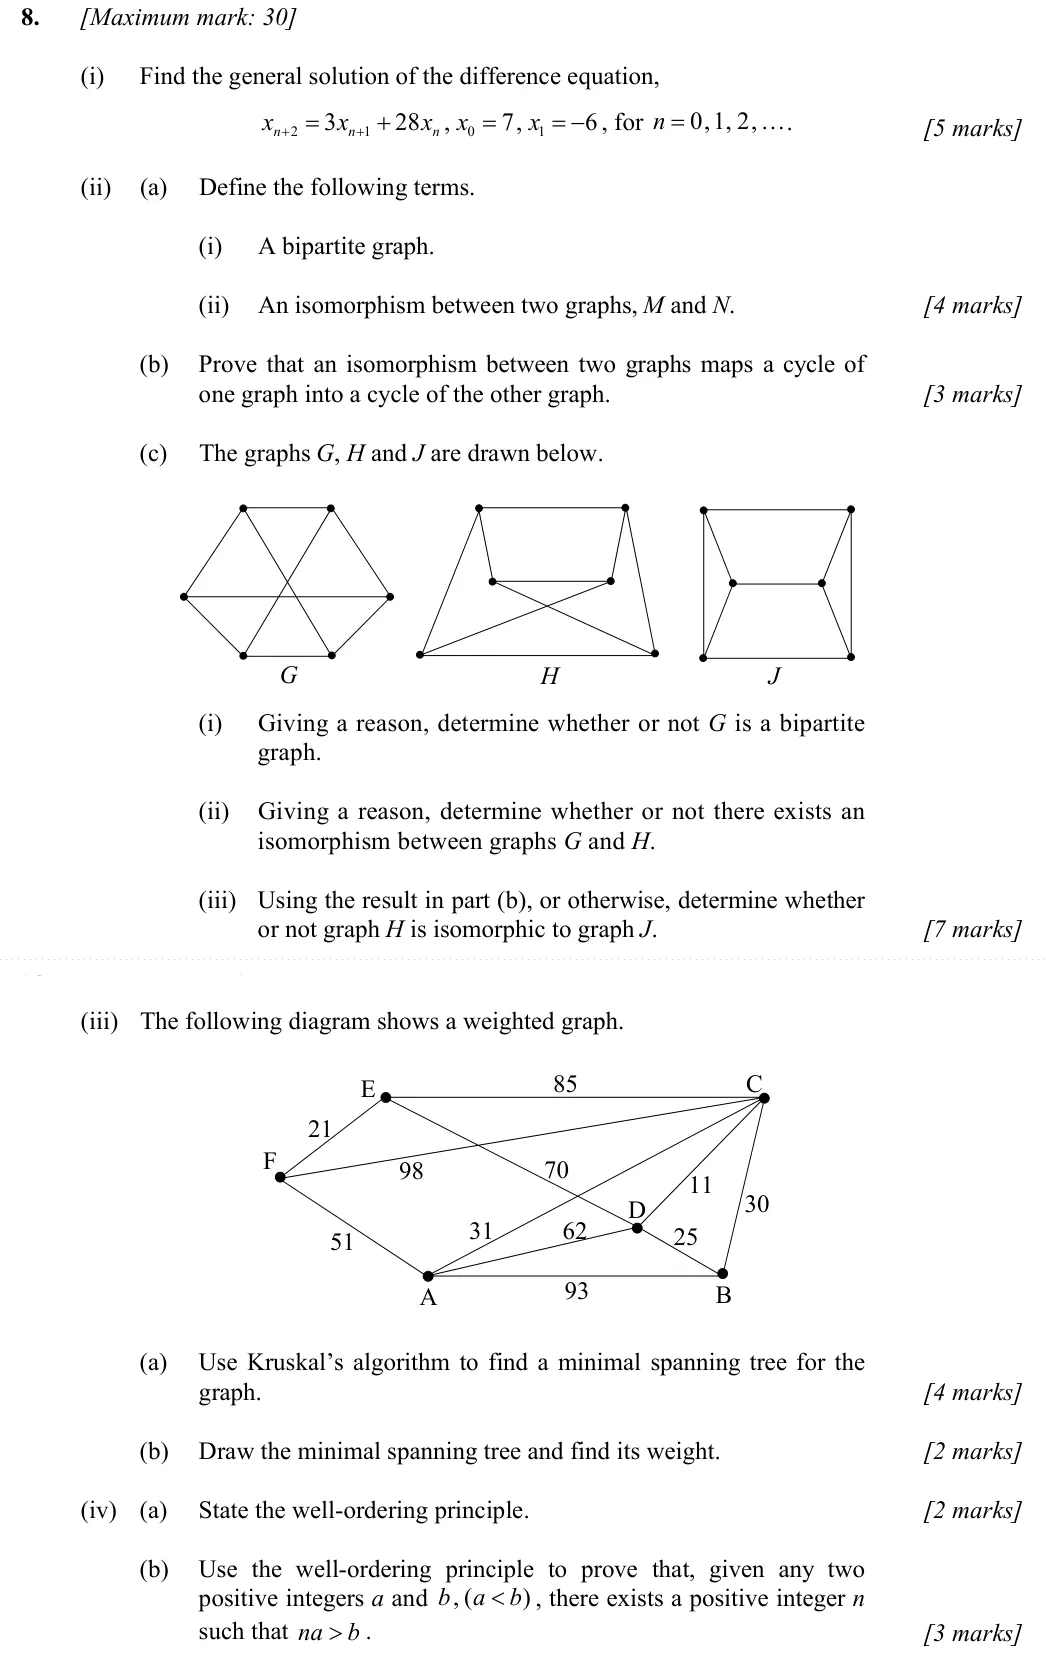 8. [Maximum mark: 30]
(i) Find the general solution of the difference equation,
xₙ₊₂ = 3xₙ₊₁ + 28xₙ, x₀ = 7, x₁ = −6, for n = 0, 1, 2, …. [5 marks]
(ii) (a) Define the following terms.
(i) A bipartite graph.
(ii) An isomorphism between two graphs, M and N. [4 marks]
(b) Prove that an isomorphism between two graphs maps a cycle of
one graph into a cycle of the other graph. [3 marks]
(c) The graphs G, H and J are drawn below.
G H J
(i) Giving a reason, determine whether or not G is a bipartite
graph.
(ii) Giving a reason, determine whether or not there exists an
isomorphism between graphs G and H.
(iii) Using the result in part (b), or otherwise, determine whether
or not graph H is isomorphic to graph J. [7 marks]
(iii) The following diagram shows a weighted graph.
E 85 C
21
F
98 70 11
30
D
51 31 62 25
A 93 B
(a) Use Kruskal’s algorithm to find a minimal spanning tree for the
graph. [4 marks]
(b) Draw the minimal spanning tree and find its weight. [2 marks]
(iv) (a) State the well-ordering principle. [2 marks]
(b) Use the well-ordering principle to prove that, given any two
positive integers a and b, (a < b), there exists a positive integer n
such that na > b. [3 marks]